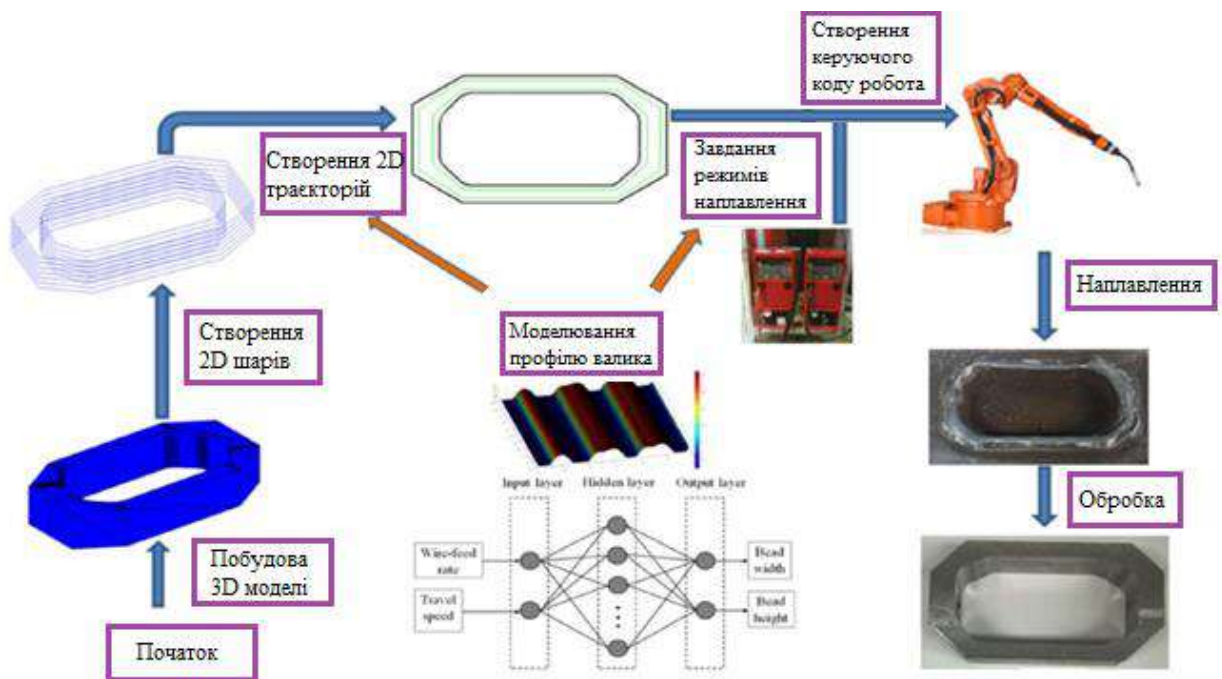 Створення
керуючого
коду робота
Створення 2D
траєкторій
Завдання
режимів
наплавлення
Наплавлення
Створення
2D шарів
Моделювання
профілю валика
Input layer Hidden layer Output layer
Обробка
Wire-feed
rate
Bead
width
Побудова
3D моделі
Travel
speed
Bead
height
Початок